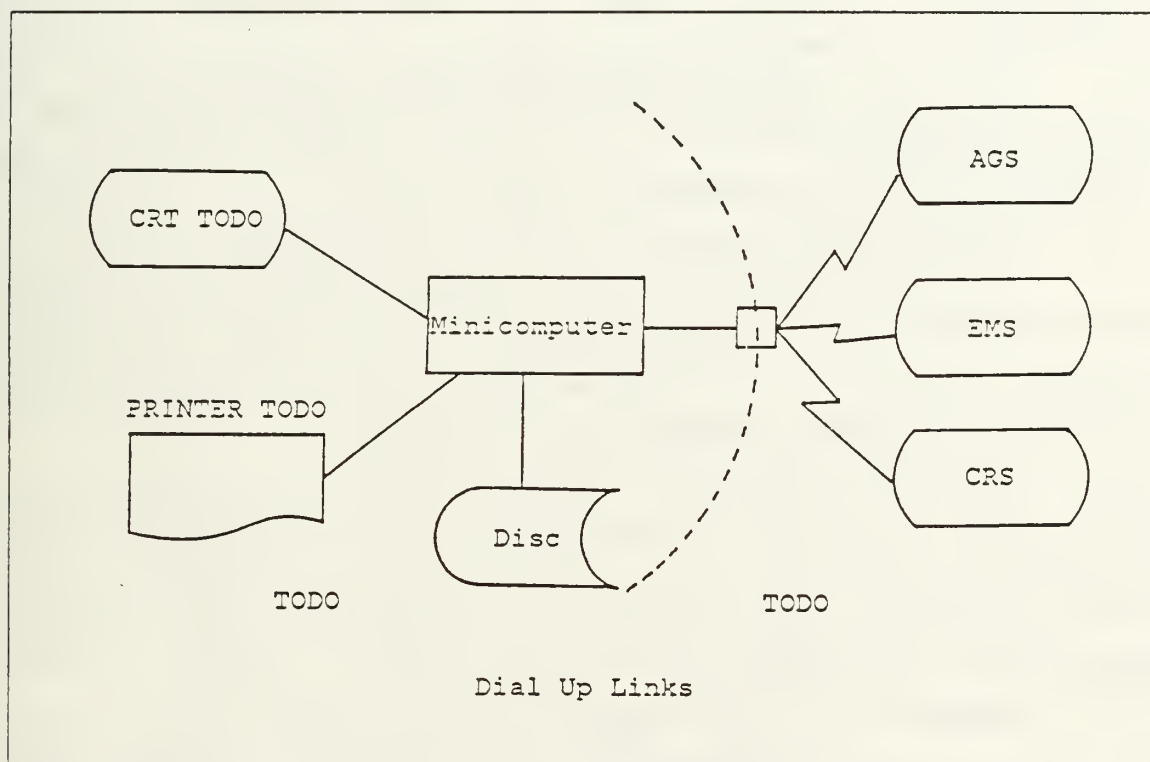 AGS
CRT TODO
Minicomputer
EMS
PRINTER TODO
CRS
Disc
TODO
TODO
Dial Up Links